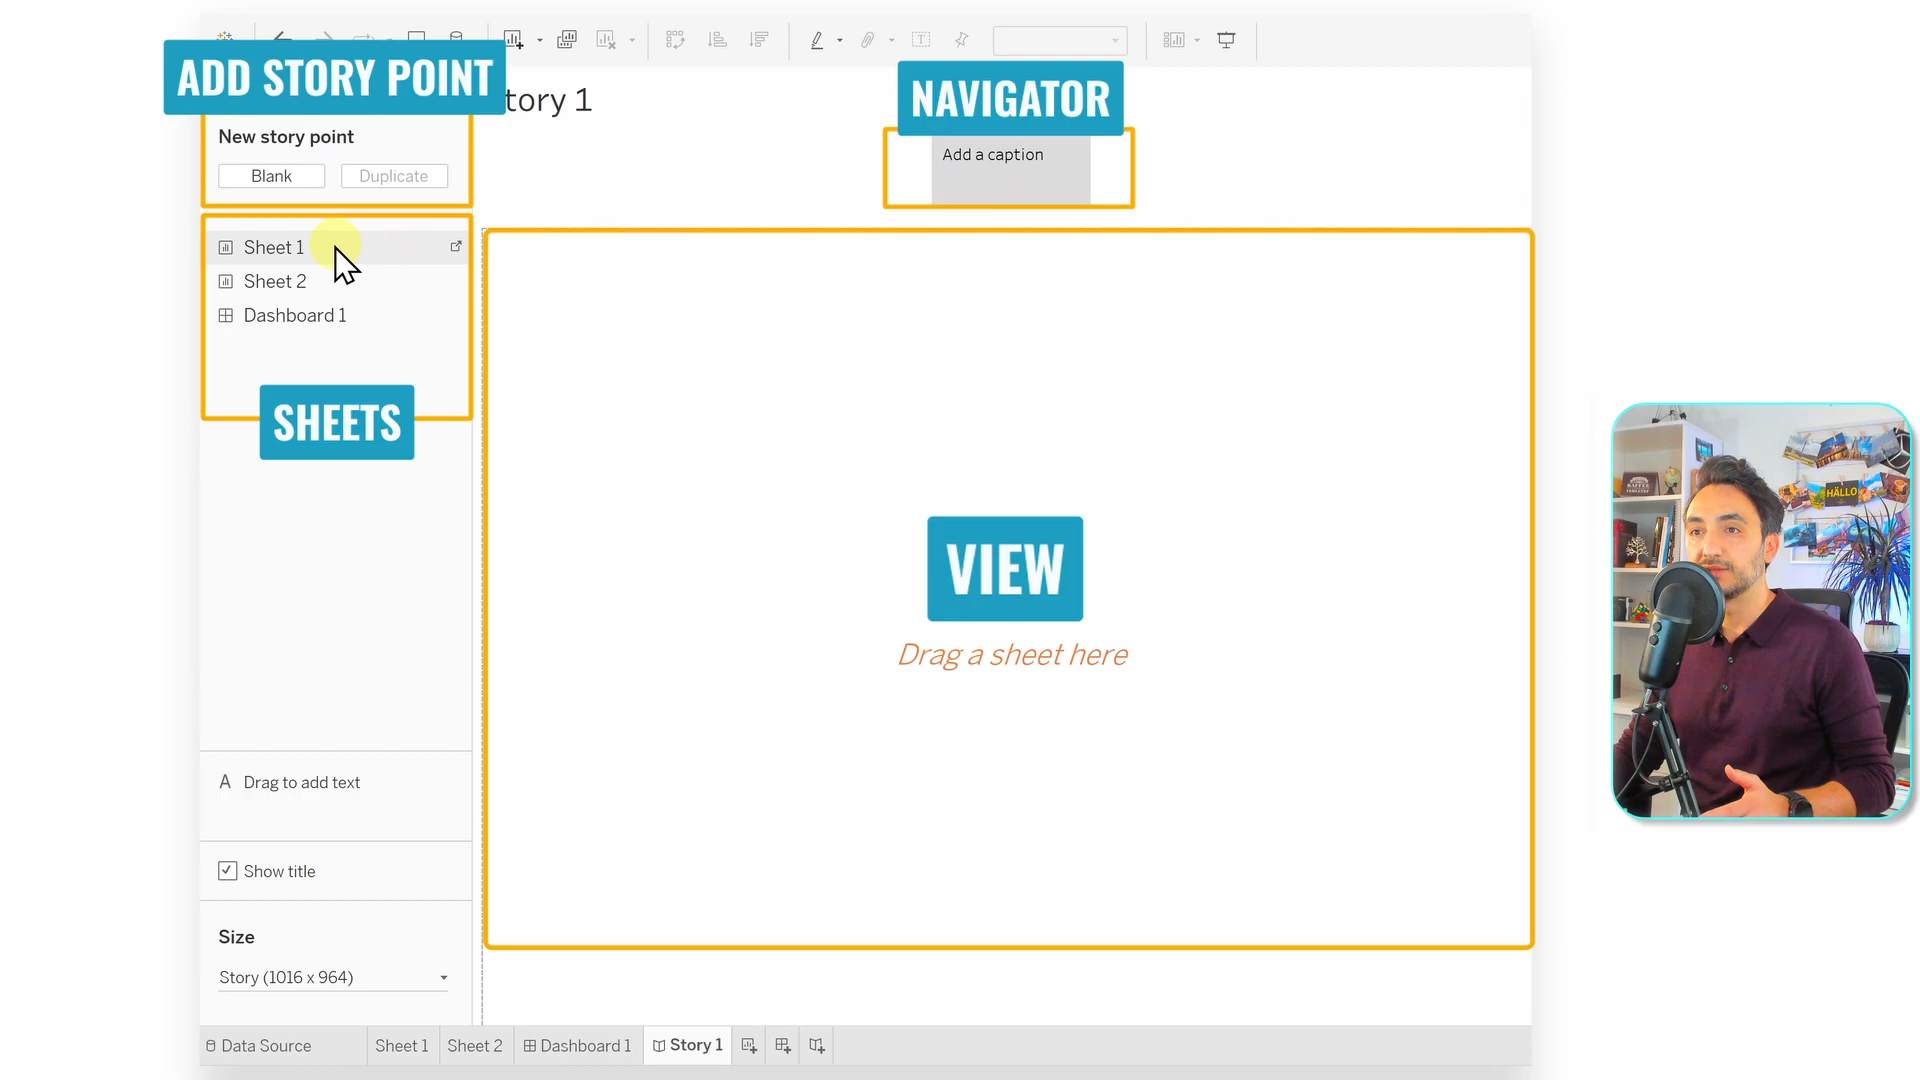 ADD STORY POINT
tory 1
NAVIGATOR
New story point
Add a caption
Blank
Duplicate
Sheet 1
Sheet 2
Dashboard 1
SHEETS
VIEW
Drag a sheet here
HÄLLO
A Drag to add text
Show title
Size
Story (1016 x 964)
Data Source
Sheet 1
Sheet 2
Dashboard 1
Story 1